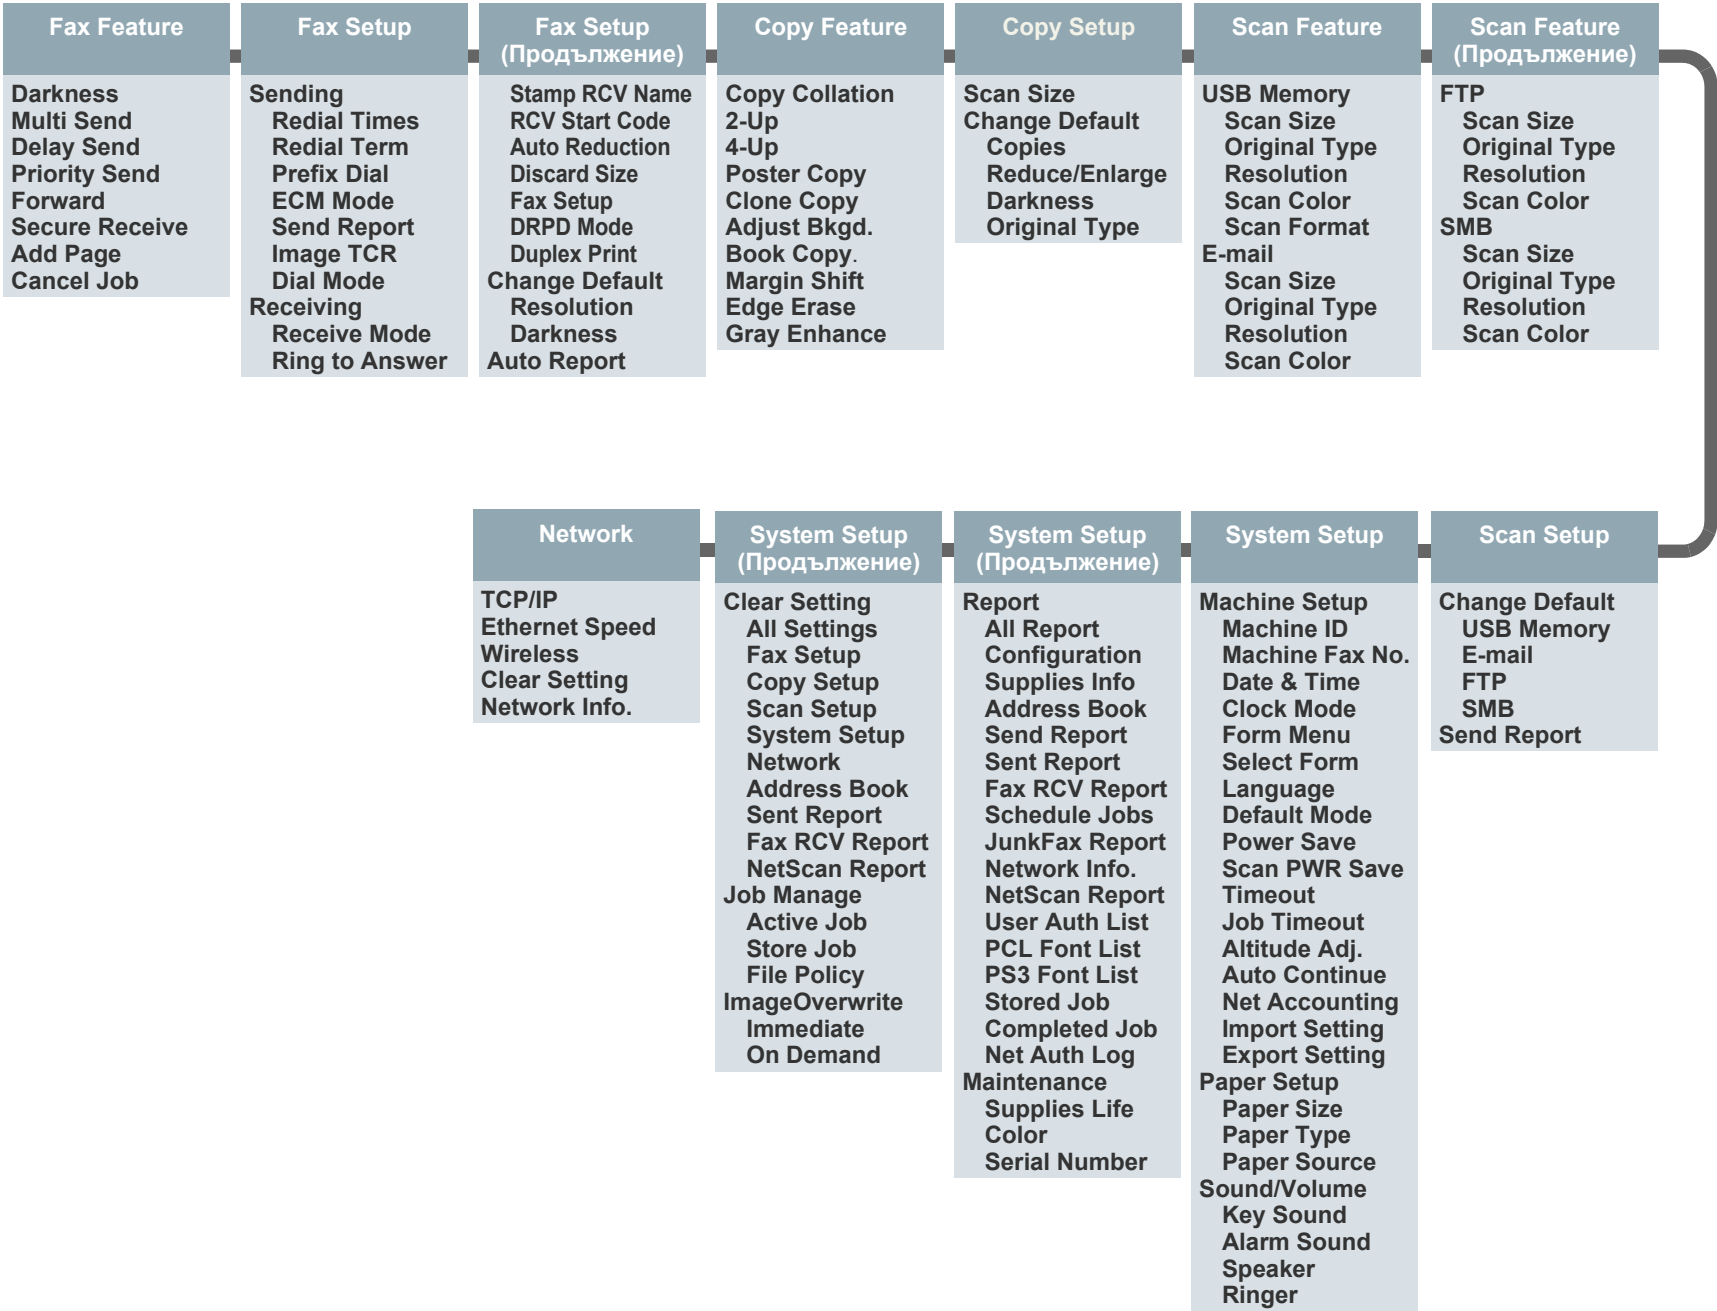 Fax Feature
Darkness
Multi Send
Delay Send
Priority Send
Forward
Secure Receive
Add Page
Cancel Job
Fax Setup
Sending
Redial Times
Redial Term
Prefix Dial
ECM Mode
Send Report
Image TCR
Dial Mode
Receiving
Receive Mode
Ring to Answer
Fax Setup
(Продължение)
Stamp RCV Name
RCV Start Code
Auto Reduction
Discard Size
Fax Setup
DRPD Mode
Duplex Print
Change Default
Resolution
Darkness
Auto Report
Copy Feature
Copy Collation
2-Up
4-Up
Poster Copy
Clone Copy
Adjust Bkgd.
Book Copy.
Margin Shift
Edge Erase
Gray Enhance
Copy Setup
Scan Size
Change Default
Copies
Reduce/Enlarge
Darkness
Original Type
Scan Feature
USB Memory
Scan Size
Original Type
Resolution
Scan Color
Scan Format
E-mail
Scan Size
Original Type
Resolution
Scan Color
Scan Feature
(Продължение)
FTP
Scan Size
Original Type
Resolution
Scan Color
SMB
Scan Size
Original Type
Resolution
Scan Color
Network
TCP/IP
Ethernet Speed
Wireless
Clear Setting
Network Info.
System Setup
(Продължение)
Clear Setting
All Settings
Fax Setup
Copy Setup
Scan Setup
System Setup
Network
Address Book
Sent Report
Fax RCV Report
NetScan Report
Job Manage
Active Job
Store Job
File Policy
ImageOverwrite
Immediate
On Demand
System Setup
(Продължение)
Report
All Report
Configuration
Supplies Info
Address Book
Send Report
Sent Report
Fax RCV Report
Schedule Jobs
JunkFax Report
Network Info.
NetScan Report
User Auth List
PCL Font List
PS3 Font List
Stored Job
Completed Job
Net Auth Log
Maintenance
Supplies Life
Color
Serial Number
System Setup
Machine Setup
Machine ID
Machine Fax No.
Date & Time
Clock Mode
Form Menu
Select Form
Language
Default Mode
Power Save
Scan PWR Save
Timeout
Job Timeout
Altitude Adj.
Auto Continue
Net Accounting
Import Setting
Export Setting
Paper Setup
Paper Size
Paper Type
Paper Source
Sound/Volume
Key Sound
Alarm Sound
Speaker
Ringer
Scan Setup
Change Default
USB Memory
E-mail
FTP
SMB
Send Report